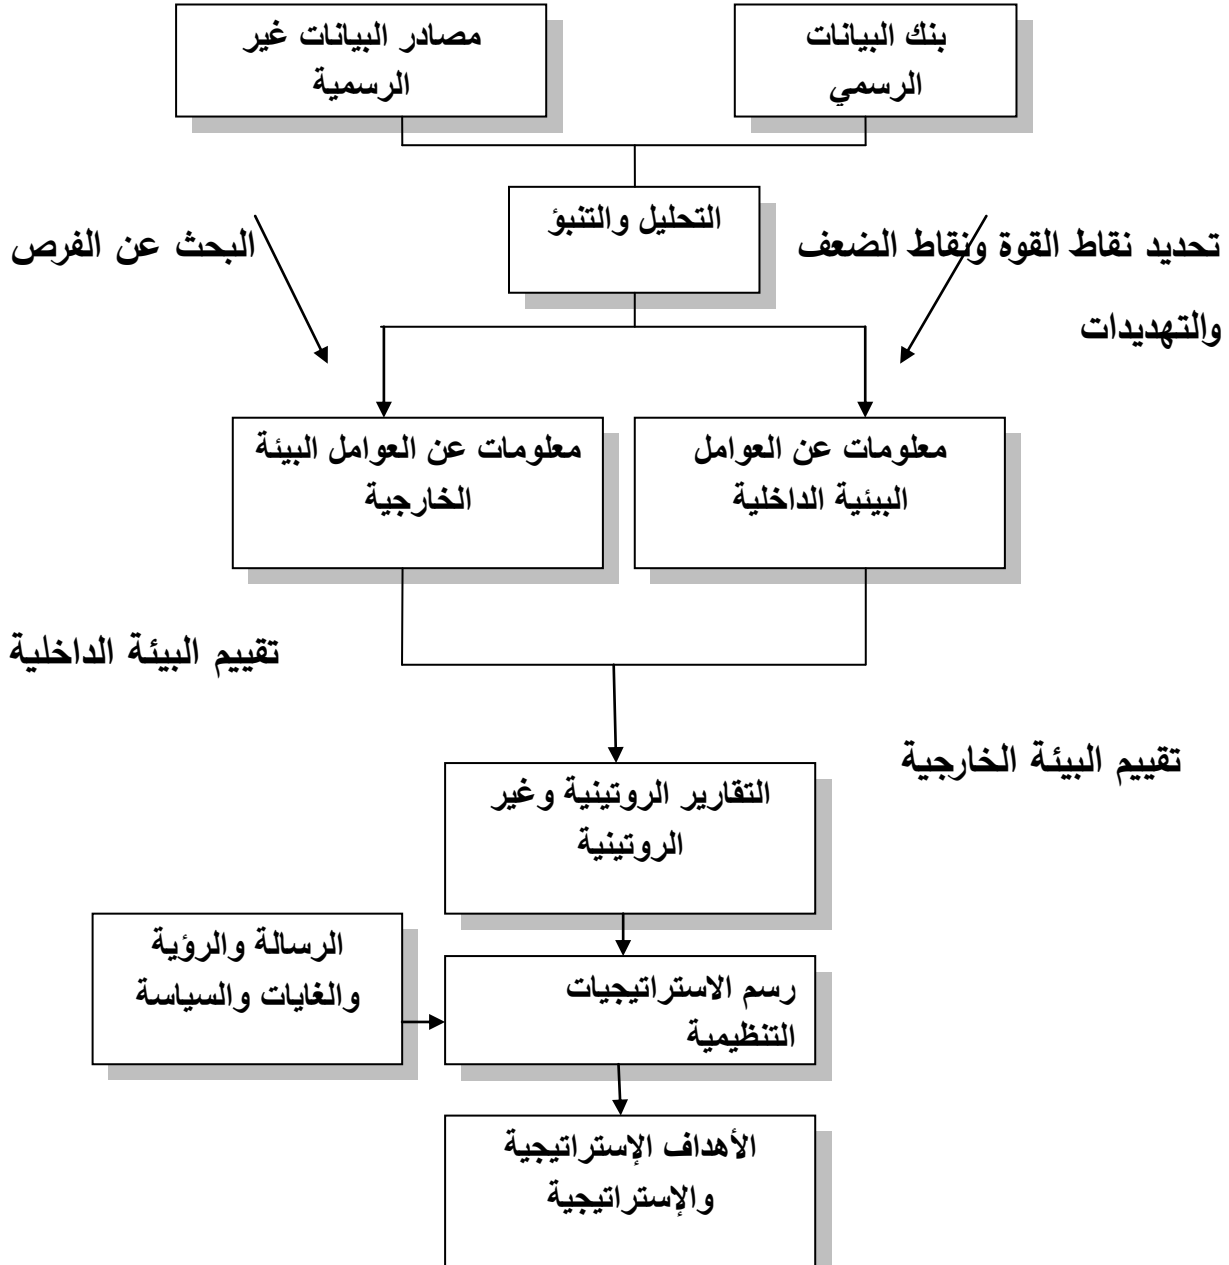 بنك البيانات
الرسمي
مصادر البيانات غير
الرسمية
التحليل والتنبؤ
تحديد نقاط القوة ونقاط الضعف
والتهديدات
البحث عن الفرص
معلومات عن العوامل
البيئية الداخلية
معلومات عن العوامل البيئة
الخارجية
تقييم البيئة الداخلية
تقييم البيئة الخارجية
التقارير الروتينية وغير
الروتينية
الرسالة والرؤية
والغايات والسياسة
رسم الاستراتيجيات
التنظيمية
الأهداف الإستراتيجية
والإستراتيجية